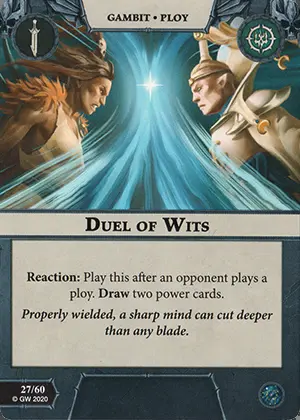 GAMBIT • PLOY
DUEL OF WITS
Reaction: Play this after an opponent plays a
ploy. Draw two power cards.
Properly wielded, a sharp mind can cut deeper
than any blade.
27/60
© GW 2020